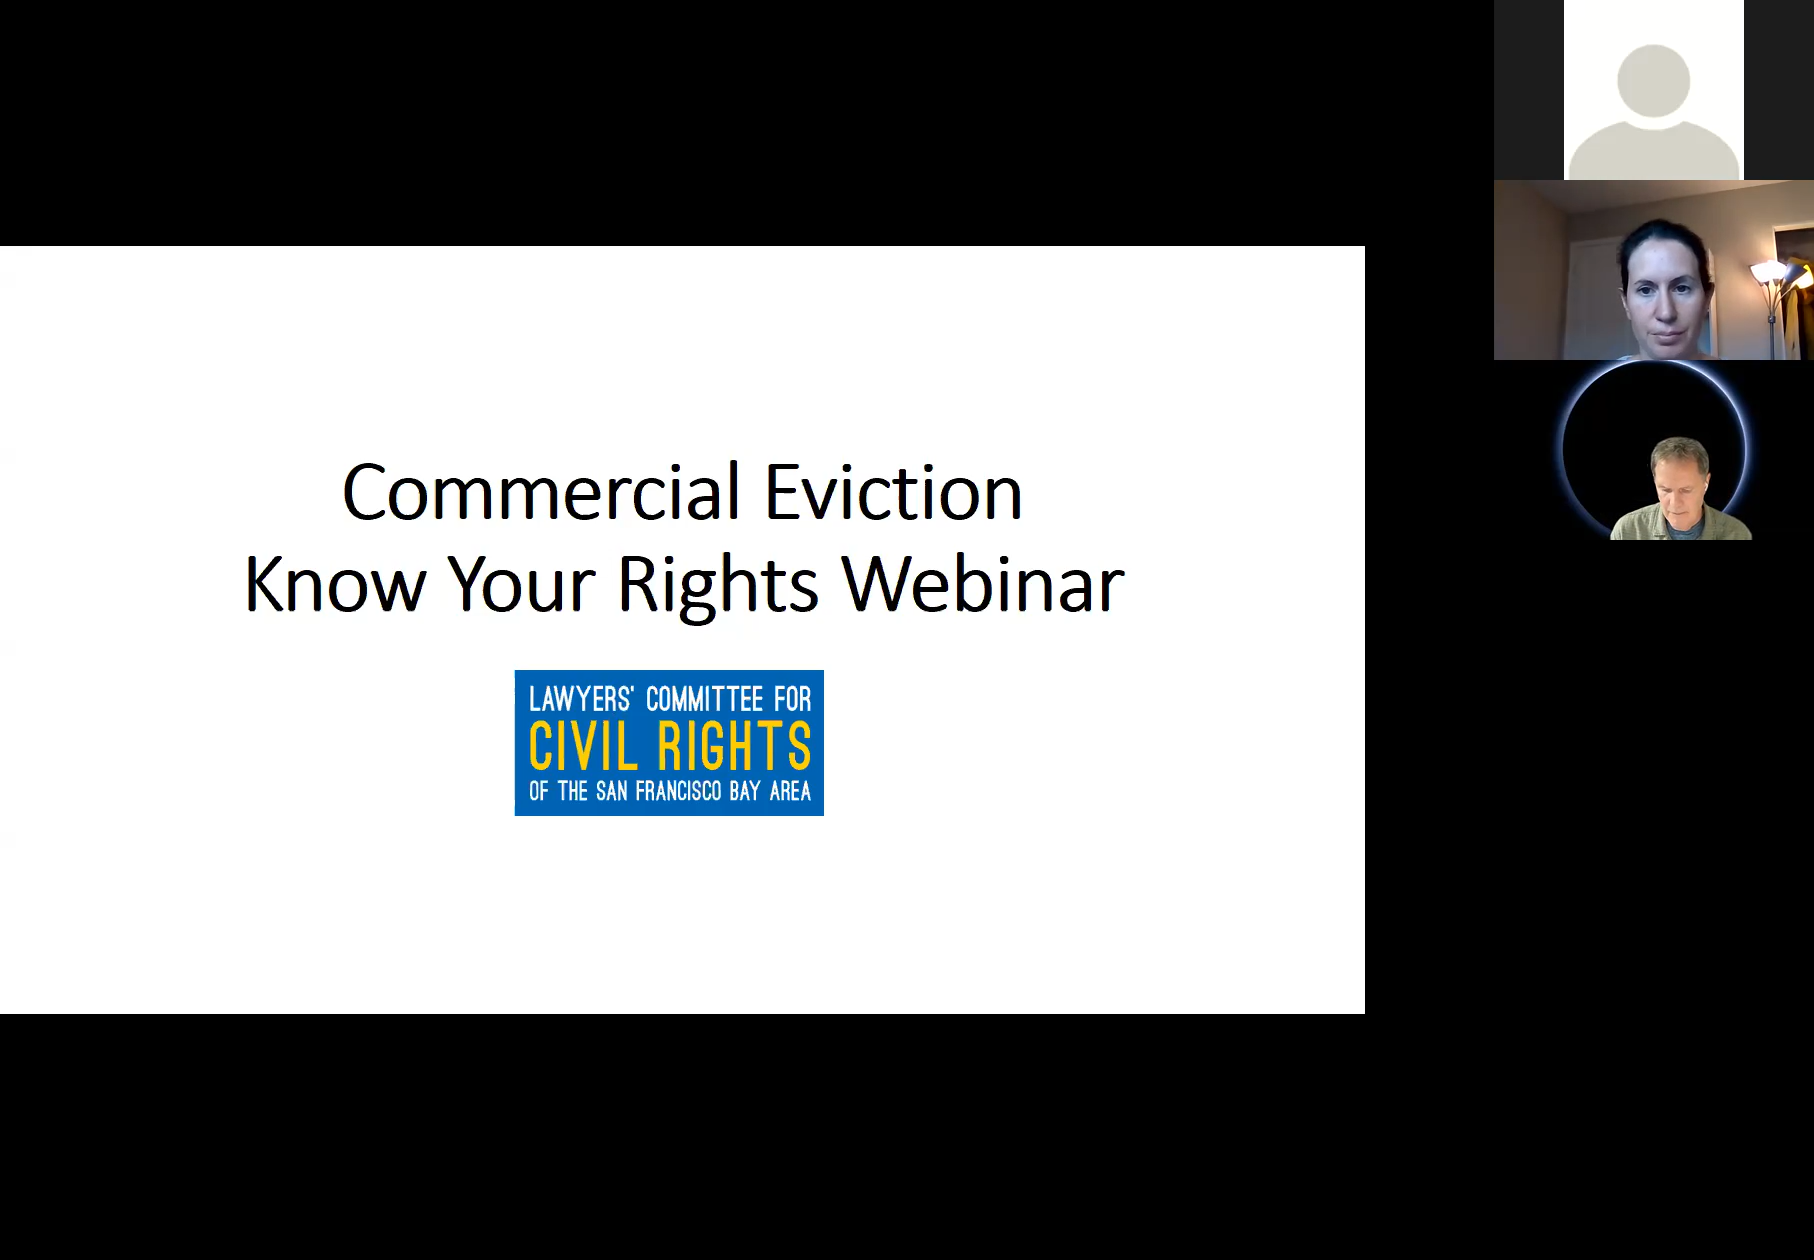 Commercial Eviction
Know Your Rights Webinar
LAWYERS' COMMITTEE FOR
CIVIL RIGHTS
OF THE SAN FRANCISCO BAY AREA